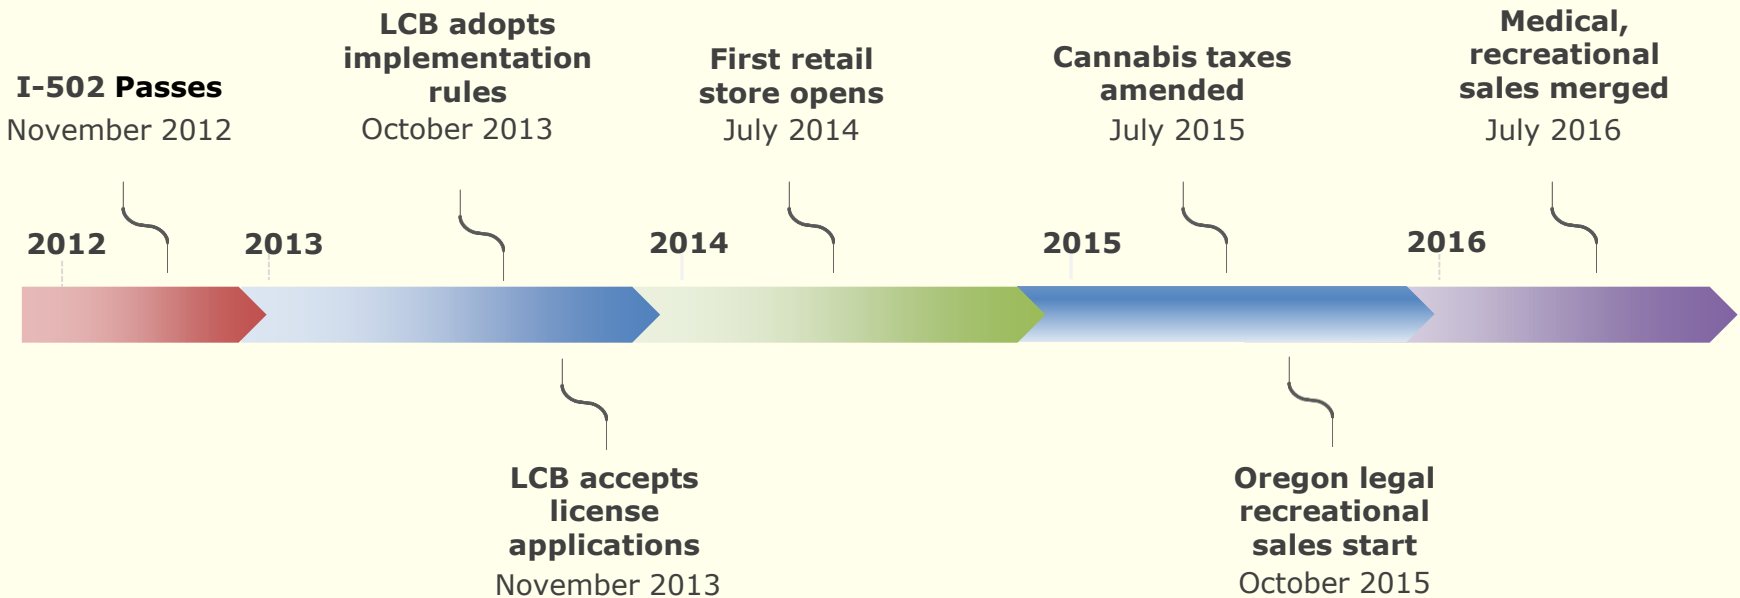 I-502 Passes
November 2012
LCB adopts
implementation
rules
October 2013
First retail
store opens
July 2014
Cannabis taxes
amended
July 2015
Medical,
recreational
sales merged
July 2016
2012
2013
2014
2015
2016
LCB accepts
license
applications
November 2013
Oregon legal
recreational
sales start
October 2015